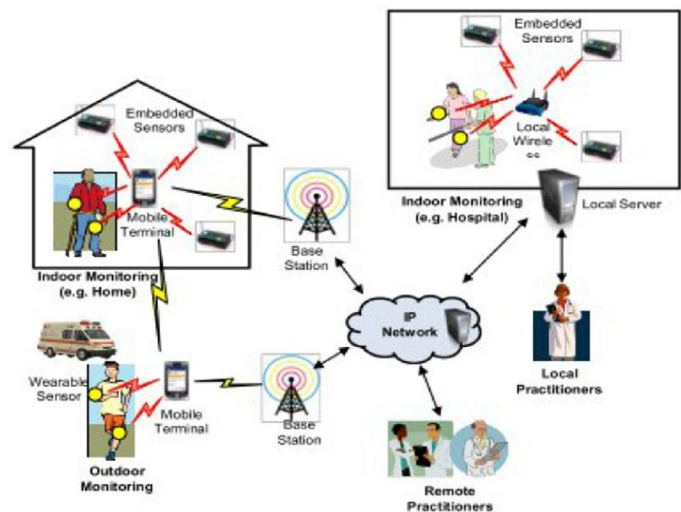 Embedded
Sensors
Local
Wirele
ss
Indoor Monitoring
(e.g. Hospital)
Local Server
Embedded
Sensors
Mobile
Terminal
Indoor Monitoring
(e.g. Home)
Base
Station
IP
Network
Local
Practitioners
Wearable
Sensor
Mobile
Terminal
Base
Station
Outdoor
Monitoring
Remote
Practitioners